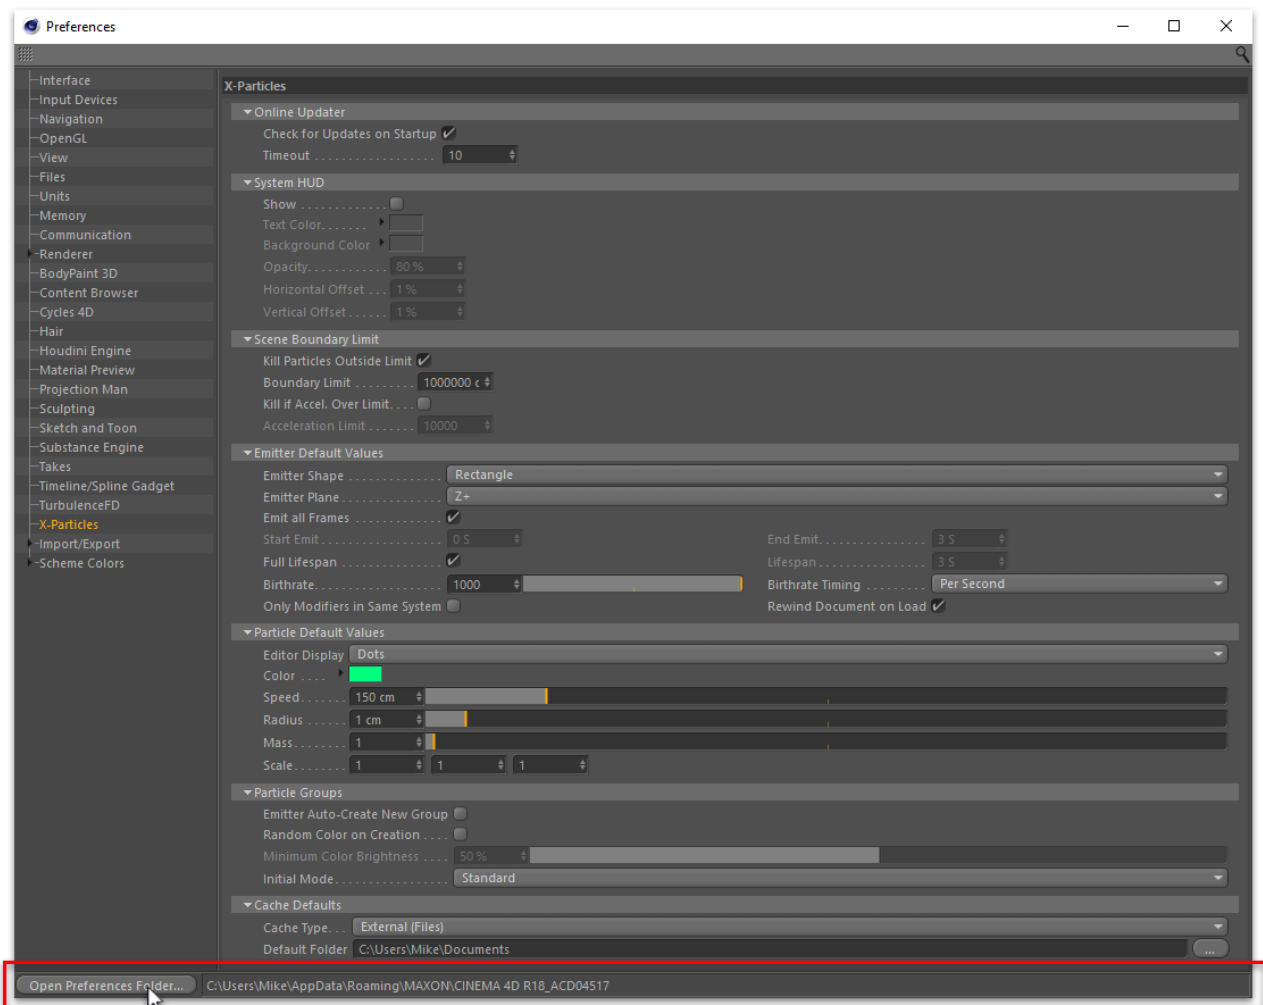 Preferences
Interface
Input Devices
Navigation
OpenGL
View
Files
Units
Memory
Communication
Renderer
BodyPaint 3D
Content Browser
Cycles 4D
Hair
Houdini Engine
Material Preview
Projection Man
Sculpting
Sketch and Toon
Substance Engine
Takes
Timeline/Spline Gadget
TurbulenceFD
X-Particles
Import/Export
Scheme Colors
X-Particles
Online Updater
Check for Updates on Startup
Timeout 10
System HUD
Show
Text Color
Background Color
Opacity 80 %
Horizontal Offset 1 %
Vertical Offset 1 %
Scene Boundary Limit
Kill Particles Outside Limit
Boundary Limit 1000000 c
Kill if Accel. Over Limit
Acceleration Limit 10000
Emitter Default Values
Emitter Shape Rectangle
Emitter Plane Z+
Emit all Frames
Start Emit 0 S End Emit 3 S
Full Lifespan Lifespan 3 S
Birthrate 1000 Birthrate Timing Per Second
Only Modifiers in Same System Rewind Document on Load
Particle Default Values
Editor Display Dots
Color
Speed 150 cm
Radius 1 cm
Mass 1
Scale 1 1 1
Particle Groups
Emitter Auto-Create New Group
Random Color on Creation
Minimum Color Brightness 50 %
Initial Mode Standard
Cache Defaults
Cache Type External (Files)
Default Folder C:\Users\Mike\Documents ...
Open Preferences Folder... C:\Users\Mike\AppData\Roaming\MAXON\CINEMA 4D R18_ACD04517